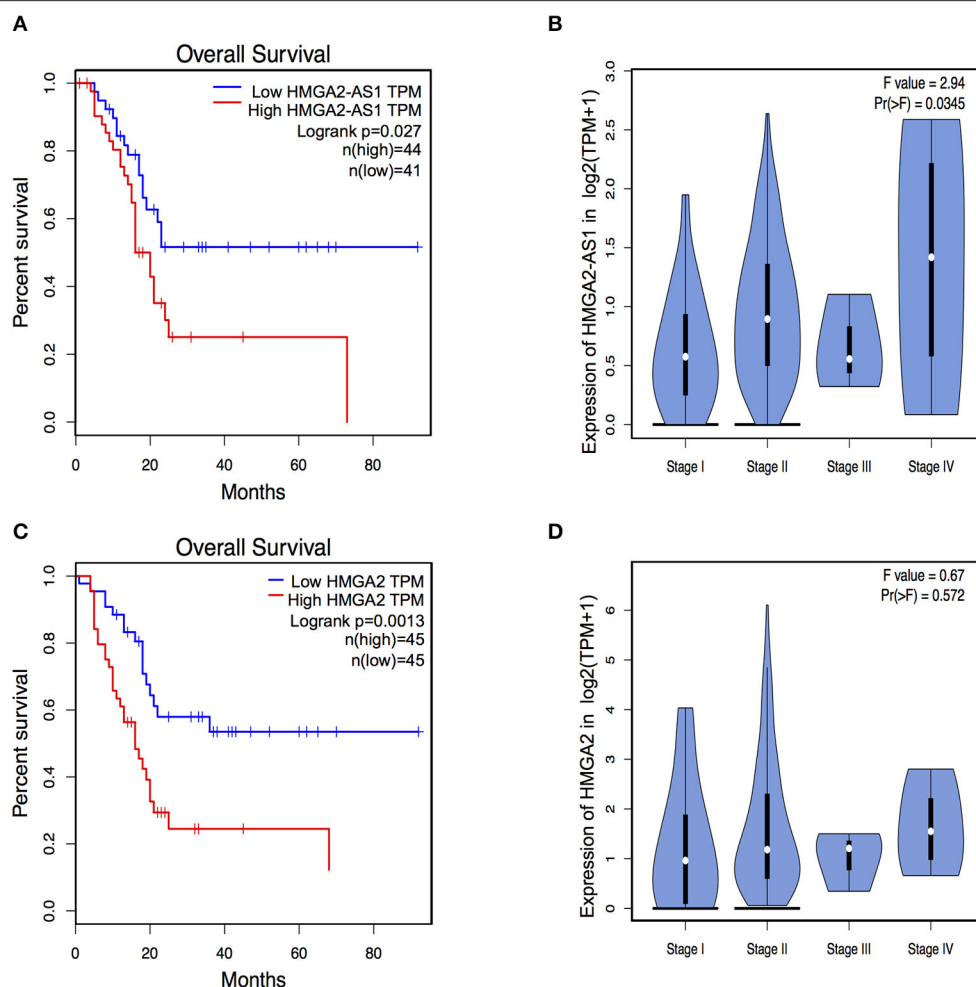 A
Overall Survival
Low HMGA2-AS1 TPM
High HMGA2-AS1 TPM
Logrank p=0.027
n(high)=44
n(low)=41
Percent survival
1.0
0.8
0.6
0.4
0.2
0.0
0 20 40 60 80
Months
B
F value = 2.94
Pr(>F) = 0.0345
Expression of HMGA2-AS1 in log2(TPM+1)
3.0
2.5
2.0
1.5
1.0
0.5
0.0
Stage I Stage II Stage III Stage IV
C
Overall Survival
Low HMGA2 TPM
High HMGA2 TPM
Logrank p=0.0013
n(high)=45
n(low)=45
Percent survival
1.0
0.8
0.6
0.4
0.2
0.0
0 20 40 60 80
Months
D
F value = 0.67
Pr(>F) = 0.572
Expression of HMGA2 in log2(TPM+1)
6
5
4
3
2
1
0
Stage I Stage II Stage III Stage IV